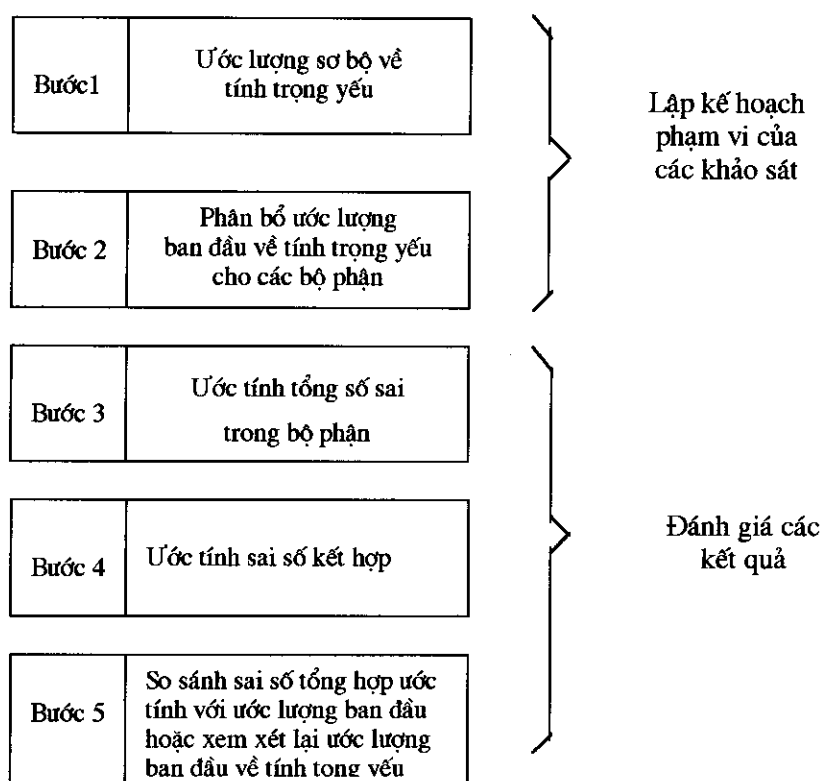 Bước1
Ước lượng sơ bộ về
tính trọng yếu
Lập kế hoạch
phạm vi của
các khảo sát
Bước 2
Phân bổ ước lượng
ban đầu về tính trọng yếu
cho các bộ phận
Bước 3
Ước tính tổng số sai
trong bộ phận
Bước 4
Ước tính sai số kết hợp
Đánh giá các
kết quả
Bước 5
So sánh sai số tổng hợp ước
tính với ước lượng ban đầu
hoặc xem xét lại ước lượng
ban đầu về tính tọng yếu